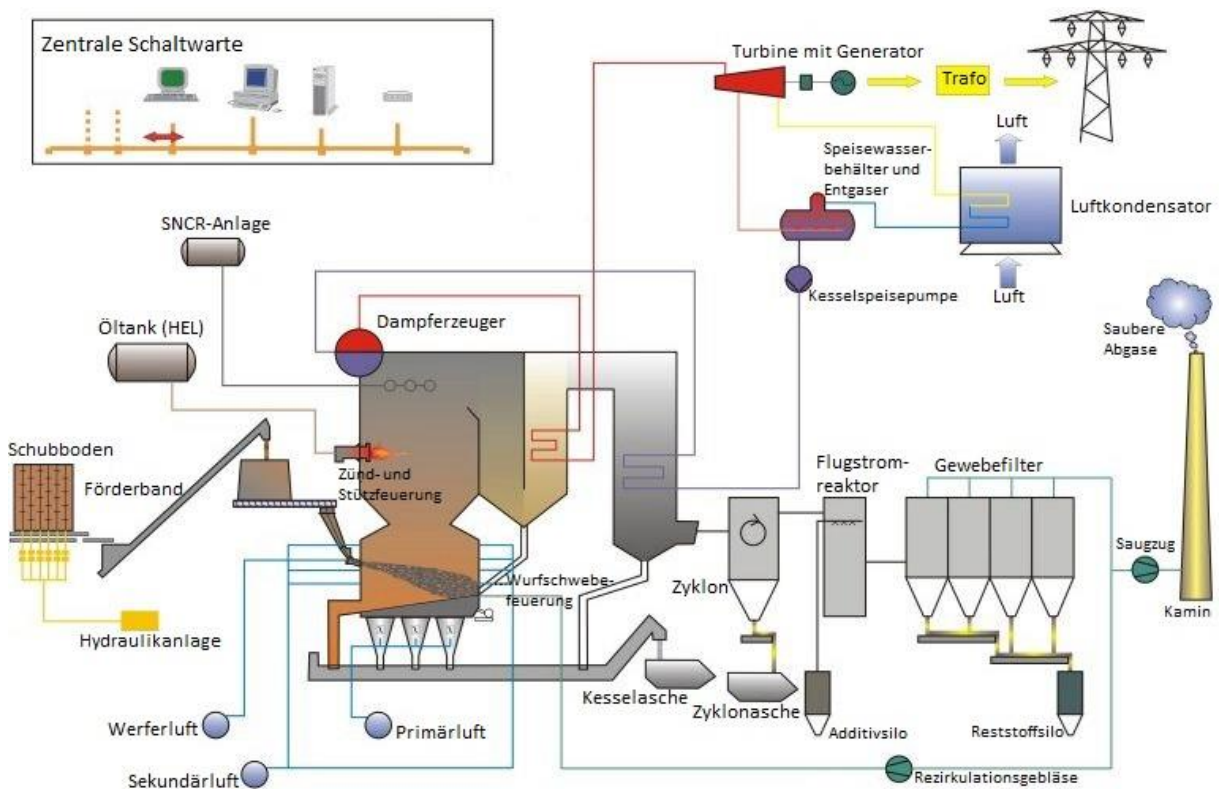 Zentrale Schaltwarte
Turbine mit Generator
Trafo
Luft
Speisewasser-
behälter und
Entgaser
Luftkondensator
SNCR-Anlage
Luft
Kesselspeisepumpe
Öltank (HEL)
Dampferzeuger
Saubere
Abgase
Schubboden
Förderband
Zünd- und
Stützfeuerung
Flugstrom-
reaktor
Gewebefilter
Saugzug
Wurfschwebe-
feuerung
Zyklon
Kamin
Hydraulikanlage
Kesselasche
Zyklonasche
Werferluft
Primärluft
Additivsilo
Reststoffsilo
Sekundärluft
Rezirkulationsgebläse